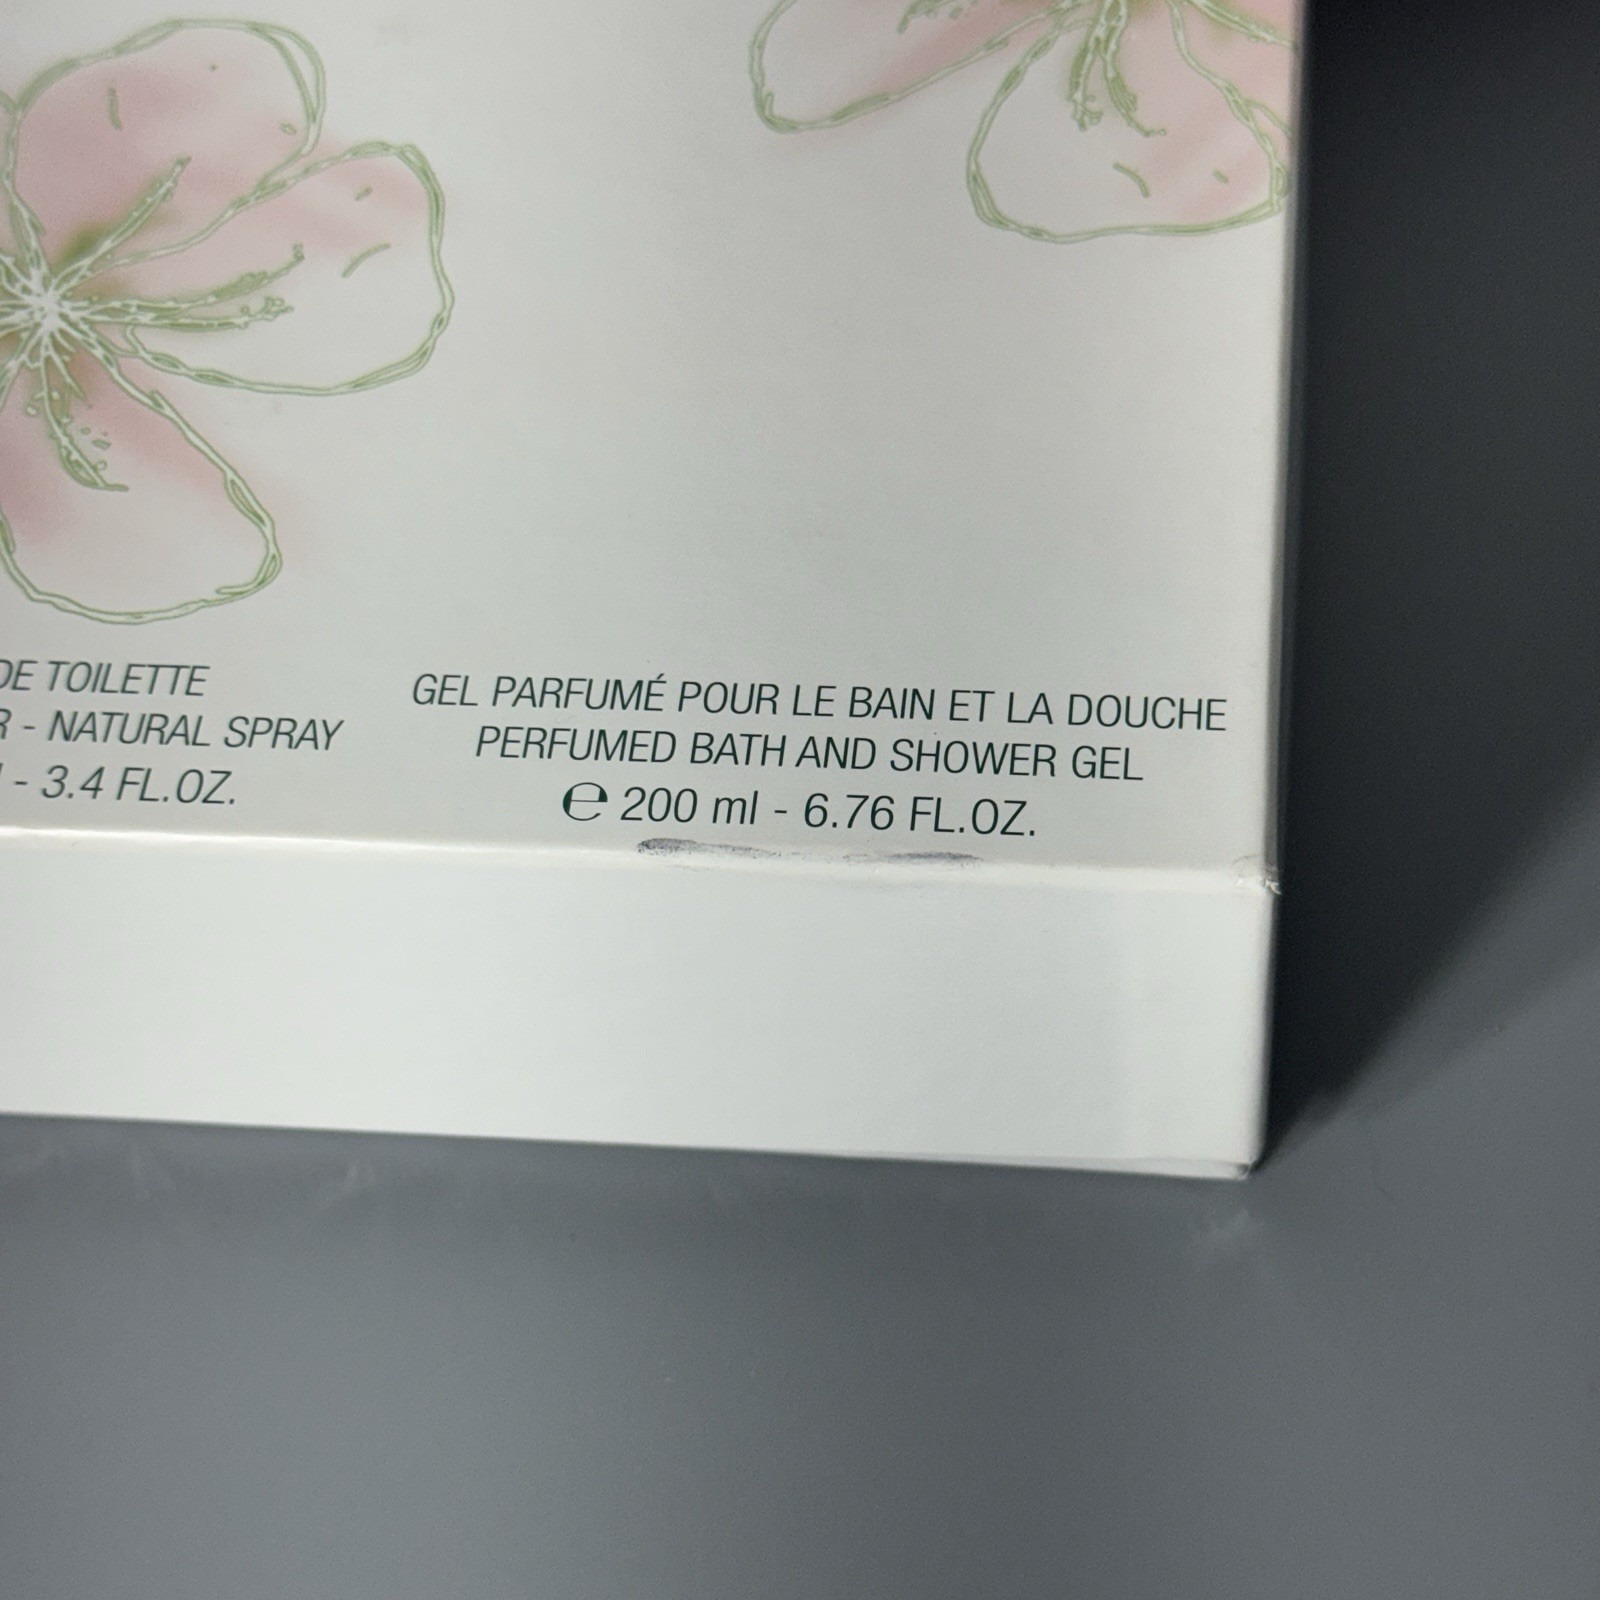 DE TOILETTE
- NATURAL SPRAY
- 3.4 FL.OZ.
GEL PARFUMÉ POUR LE BAIN ET LA DOUCHE
PERFUMED BATH AND SHOWER GEL
℮ 200 ml - 6.76 FL.OZ.